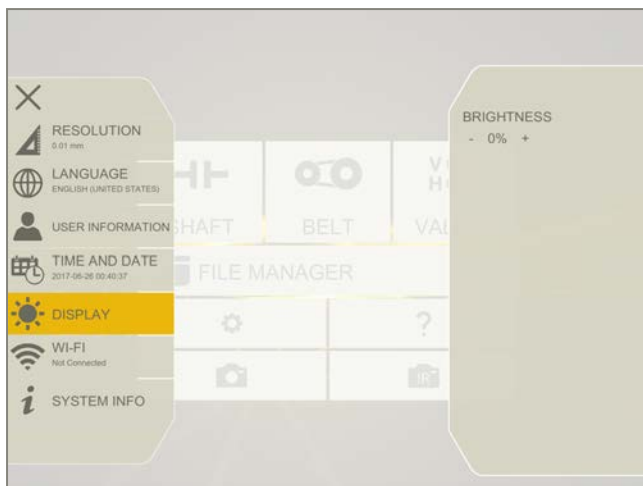 RESOLUTION
0.01 mm
LANGUAGE
ENGLISH (UNITED STATES)
USER INFORMATION
TIME AND DATE
2017-06-26 00:40:37
DISPLAY
WI-FI
Not Connected
SYSTEM INFO
SHAFT
BELT
FILE MANAGER
?
IR
BRIGHTNESS
- 0% +